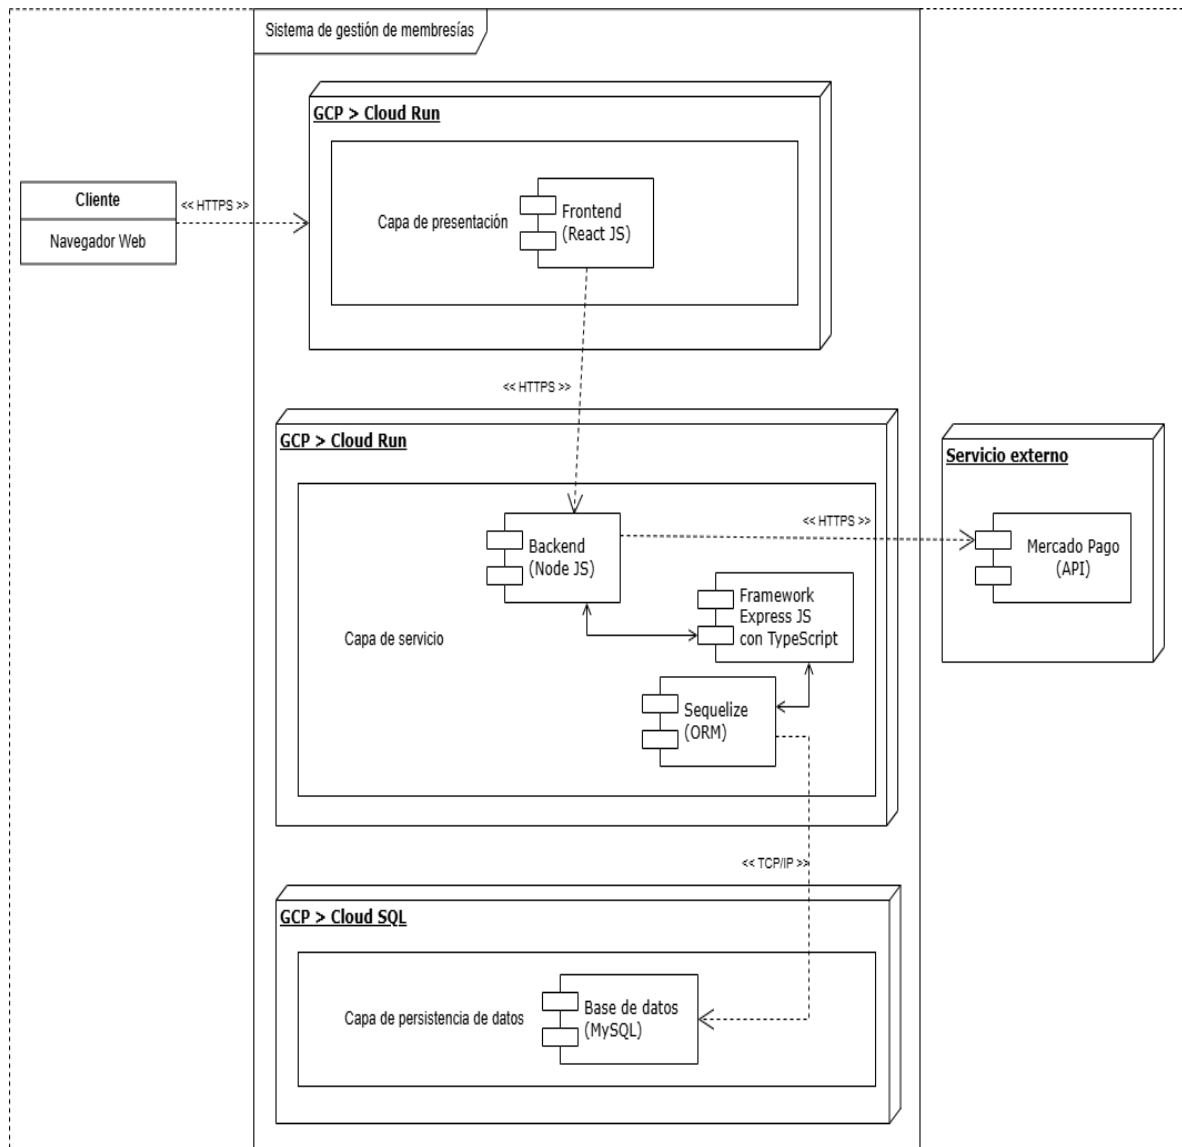 Sistema de gestión de membresías
GCP > Cloud Run
Cliente
Navegador Web
<< HTTPS >>
Capa de presentación
Frontend
(React JS)
<< HTTPS >>
GCP > Cloud Run
Servicio externo
Backend
(Node JS)
<< HTTPS >>
Mercado Pago
(API)
Framework
Express JS
con TypeScript
Capa de servicio
Sequelize
(ORM)
<< TCP/IP >>
GCP > Cloud SQL
Capa de persistencia de datos
Base de datos
(MySQL)